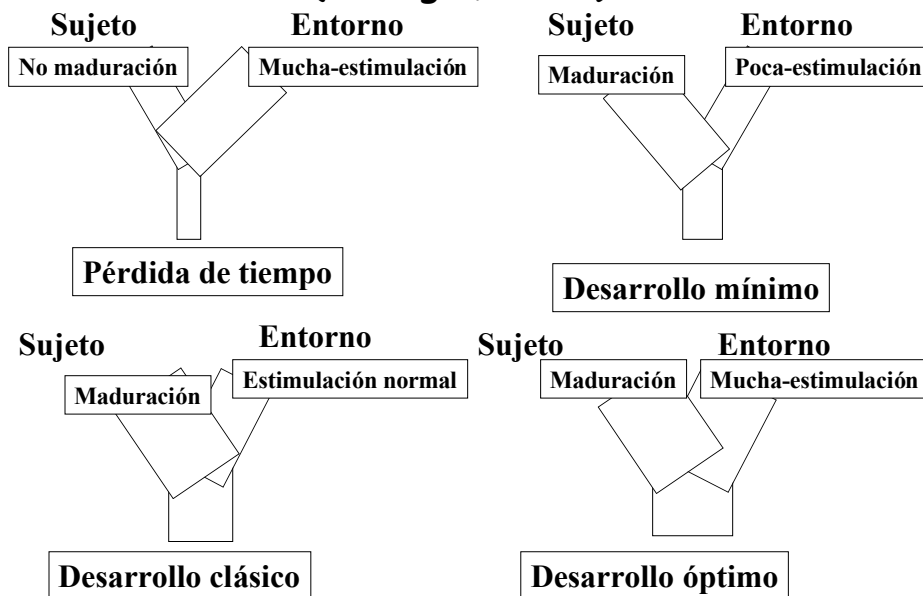 Sujeto Entorno
No maduración Mucha-estimulación
Pérdida de tiempo
Sujeto Entorno
Maduración Poca-estimulación
Desarrollo mínimo
Sujeto Entorno
Maduración Estimulación normal
Desarrollo clásico
Sujeto Entorno
Maduración Mucha-estimulación
Desarrollo óptimo